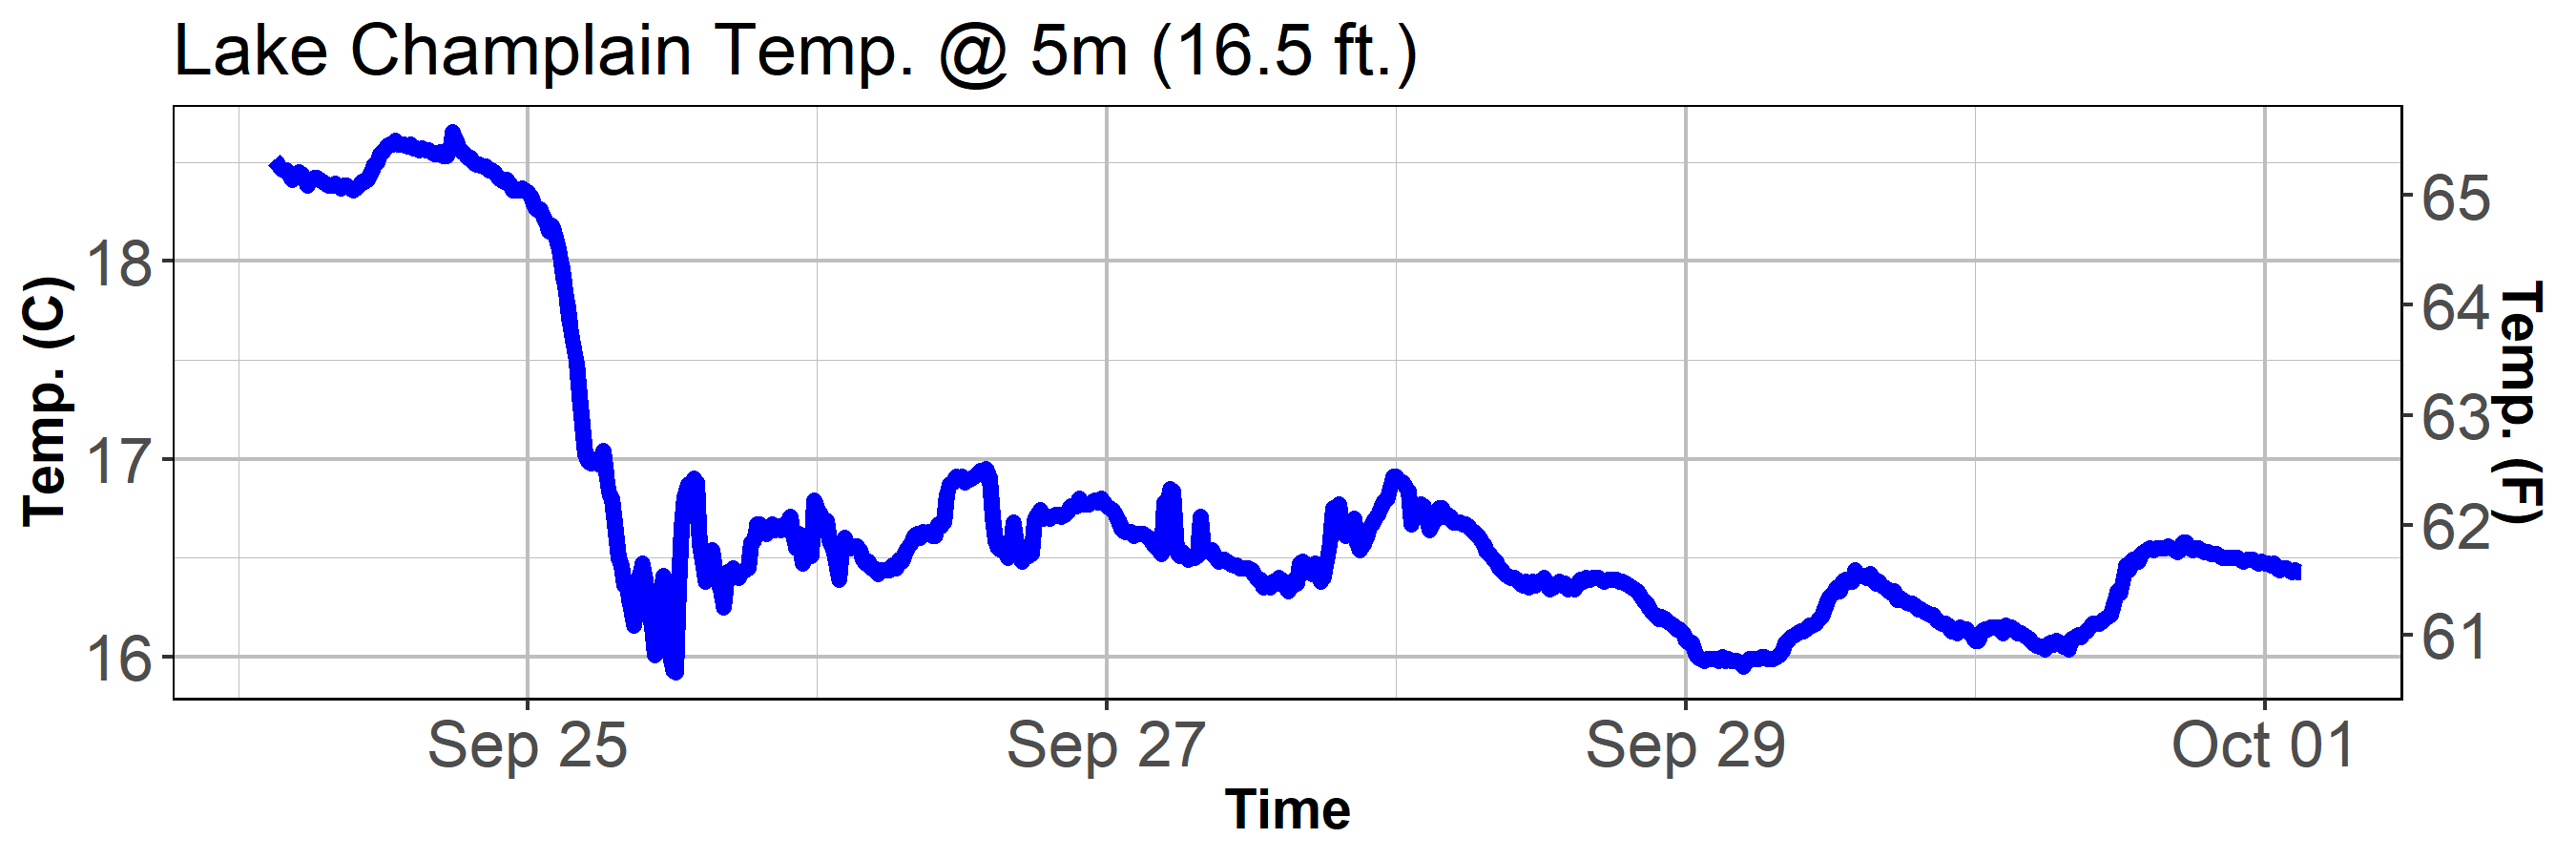 Lake Champlain Temp. @ 5m (16.5 ft.)
Temp. (C)
18
17
16
65
64
63
62
61
Temp. (F)
Sep 25
Sep 27
Sep 29
Oct 01
Time